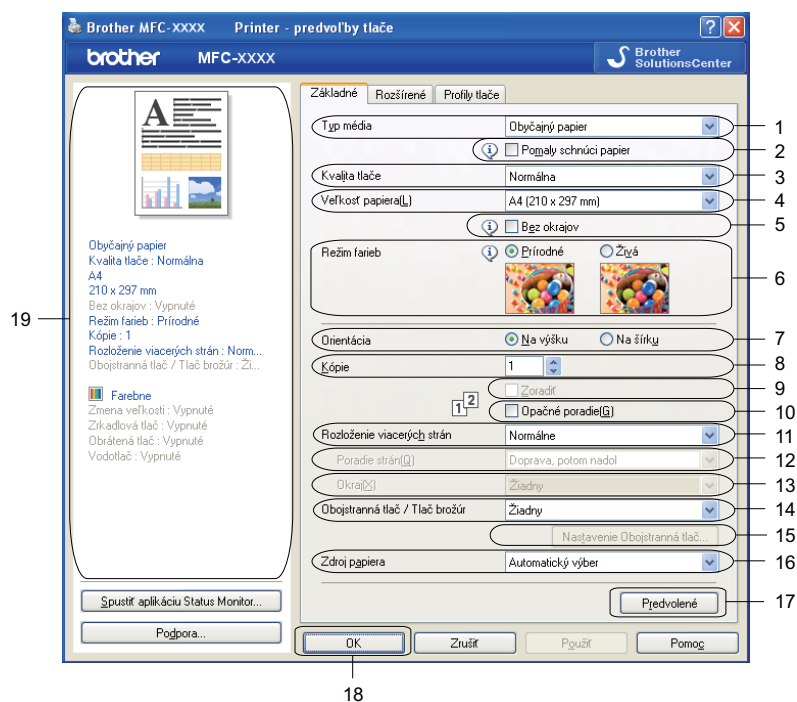 Brother MFC-XXXX Printer - predvoľby tlače
brother MFC-XXXX
Brother
SolutionsCenter
Základné Rozšírené Profily tlače
Typ média Obyčajný papier 1
Pomaly schnúci papier 2
Kvalita tlače Normálna 3
Veľkosť papiera(L) A4 (210 x 297 mm) 4
Bez okrajov 5
Režim farieb Prírodné Živá
6
Orientácia Na výšku Na šírku 7
Kópie 1 8
Zoradiť 9
12 Opačné poradie(G) 10
Rozloženie viacerých strán Normálne 11
Poradie strán(Q) Doprava, potom nadol 12
Okraj(X) Žiadny 13
Obojstranná tlač / Tlač brožúr Žiadny 14
Nastavenie Obojstranná tlač... 15
Zdroj papiera Automatický výber 16
Predvolené 17
A
Obyčajný papier
Kvalita tlače : Normálna
A4
210 x 297 mm
Bez okrajov : Vypnuté
19
Režim farieb : Prírodné
Kópie : 1
Rozloženie viacerých strán : Norm...
Obojstranná tlač / Tlač brožúr : Ži...
Farebne
Zmena veľkosti : Vypnuté
Zrkadlová tlač : Vypnuté
Obrátená tlač : Vypnuté
Vodotlač : Vypnuté
Spustiť aplikáciu Status Monitor...
Podpora...
OK Zrušiť Použiť Pomoc
18